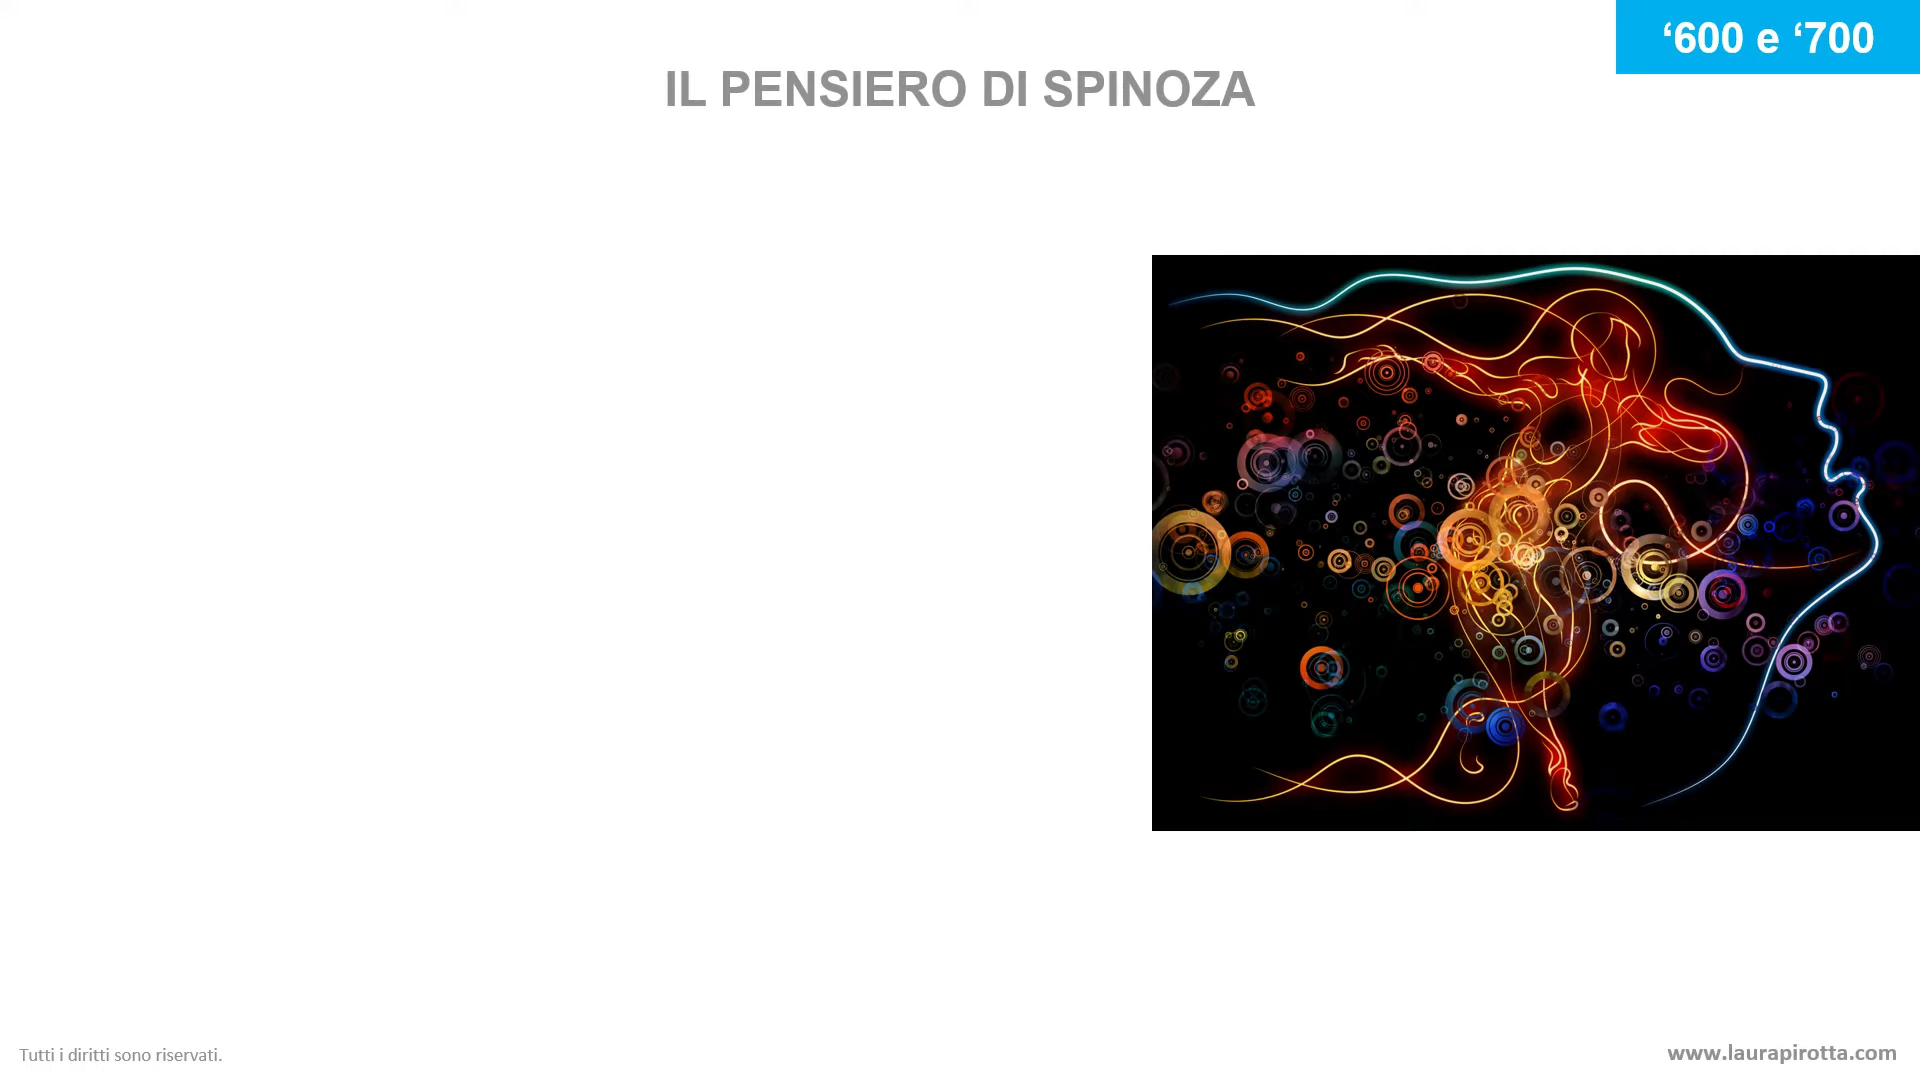 ‘600 e ‘700
IL PENSIERO DI SPINOZA
Tutti i diritti sono riservati.
www.laurapirotta.com